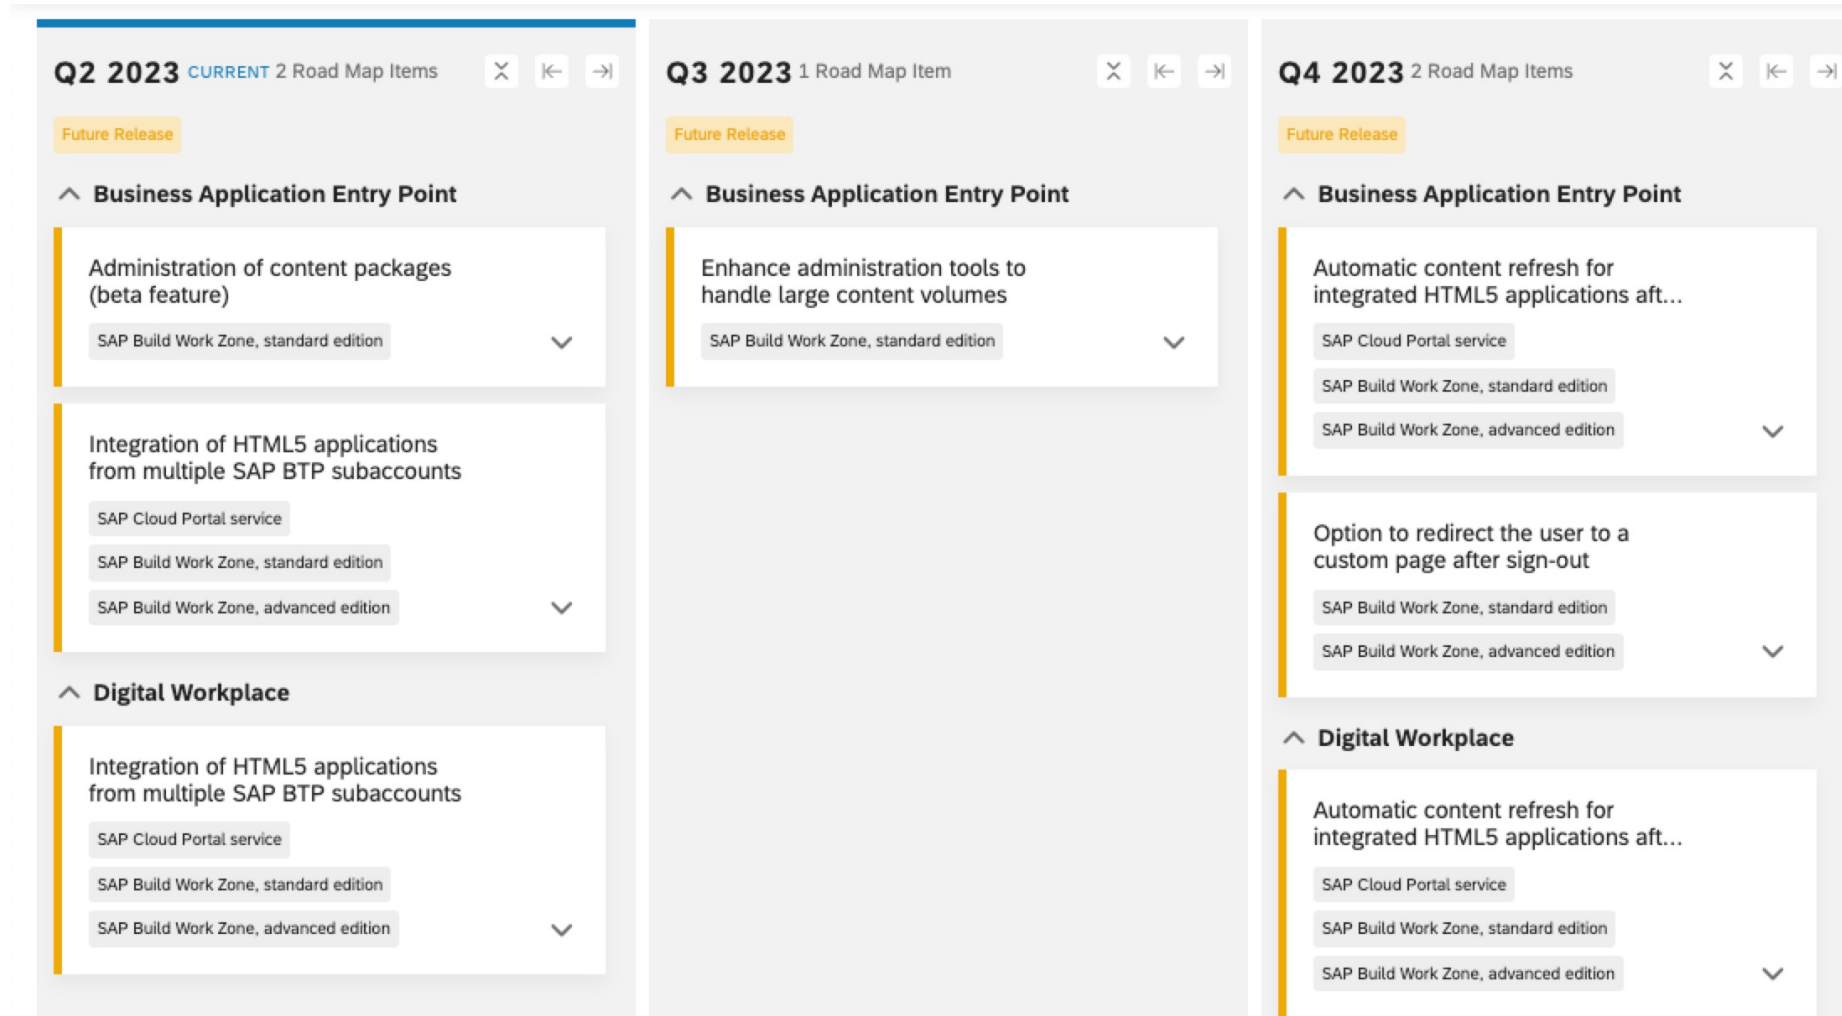 Q2 2023 CURRENT 2 Road Map Items
Future Release
Business Application Entry Point
Administration of content packages
(beta feature)
SAP Build Work Zone, standard edition
Integration of HTML5 applications
from multiple SAP BTP subaccounts
SAP Cloud Portal service
SAP Build Work Zone, standard edition
SAP Build Work Zone, advanced edition
Digital Workplace
Integration of HTML5 applications
from multiple SAP BTP subaccounts
SAP Cloud Portal service
SAP Build Work Zone, standard edition
SAP Build Work Zone, advanced edition
Q3 2023 1 Road Map Item
Future Release
Business Application Entry Point
Enhance administration tools to
handle large content volumes
SAP Build Work Zone, standard edition
Q4 2023 2 Road Map Items
Future Release
Business Application Entry Point
Automatic content refresh for
integrated HTML5 applications aft...
SAP Cloud Portal service
SAP Build Work Zone, standard edition
SAP Build Work Zone, advanced edition
Option to redirect the user to a
custom page after sign-out
SAP Build Work Zone, standard edition
SAP Build Work Zone, advanced edition
Digital Workplace
Automatic content refresh for
integrated HTML5 applications aft...
SAP Cloud Portal service
SAP Build Work Zone, standard edition
SAP Build Work Zone, advanced edition